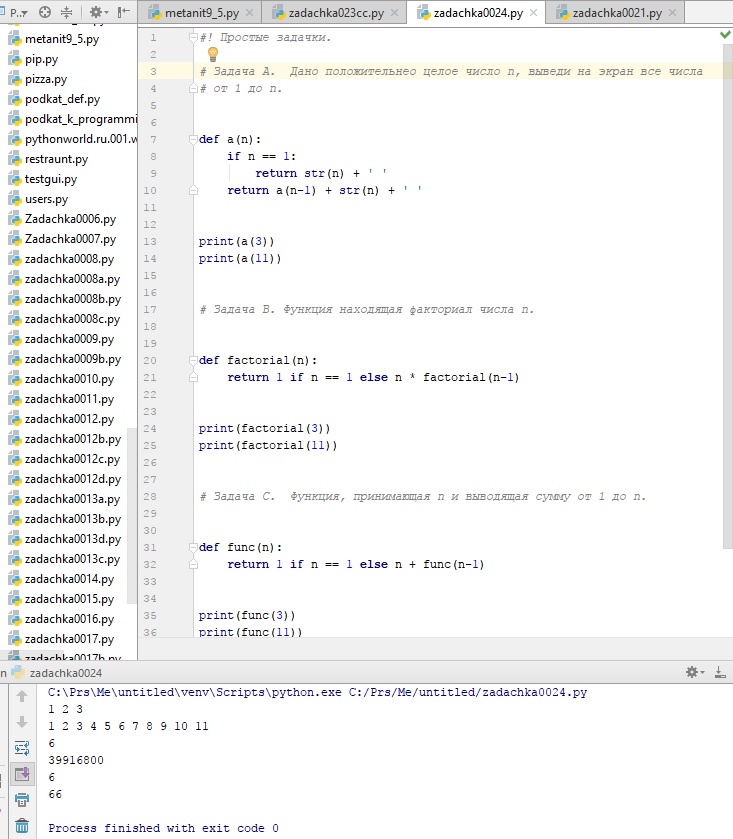 P...
metanit9_5.py
zadachka023cc.py
zadachka0024.py
zadachka0021.py
metanit9_5.py
pip.py
pizza.py
podkat_def.py
podkat_k_programmi
pythonworld.ru.001.w
restraunt.py
testgui.py
users.py
Zadachka0006.py
Zadachka0007.py
zadachka0008.py
zadachka0008a.py
zadachka0008b.py
zadachka0008c.py
zadachka0009.py
zadachka0009b.py
zadachka0010.py
zadachka0011.py
zadachka0012.py
zadachka0012b.py
zadachka0012c.py
zadachka0012d.py
zadachka0013a.py
zadachka0013b.py
zadachka0013d.py
zadachka0013c.py
zadachka0014.py
zadachka0015.py
zadachka0016.py
zadachka0017.py
zadachka0017b.py
1 #! Простые задачки.
2
3 # Задача А.  Дано положительнео целое число n, выведи на экран все числа
4 # от 1 до n.
5
6
7 def a(n):
8     if n == 1:
9         return str(n) + ' '
10     return a(n-1) + str(n) + ' '
11
12
13 print(a(3))
14 print(a(11))
15
16
17 # Задача В. Функция находящая факториал числа n.
18
19
20 def factorial(n):
21     return 1 if n == 1 else n * factorial(n-1)
22
23
24 print(factorial(3))
25 print(factorial(11))
26
27
28 # Задача С.  Функция, принимающая n и выводящая сумму от 1 до n.
29
30
31 def func(n):
32     return 1 if n == 1 else n + func(n-1)
33
34
35 print(func(3))
36 print(func(11))
n zadachka0024
C:\Prs\Me\untitled\venv\Scripts\python.exe C:/Prs/Me/untitled/zadachka0024.py
1 2 3
1 2 3 4 5 6 7 8 9 10 11
6
39916800
6
66
Process finished with exit code 0